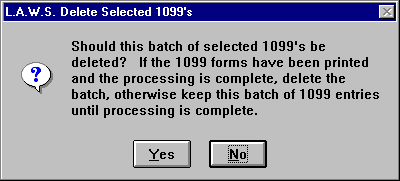 L.A.W.S. Delete Selected 1099's
Should this batch of selected 1099's be
deleted?   If the 1099 forms have been printed
and the processing is complete, delete the
batch, otherwise keep this batch of 1099 entries
until processing is complete.
?
Yes
No